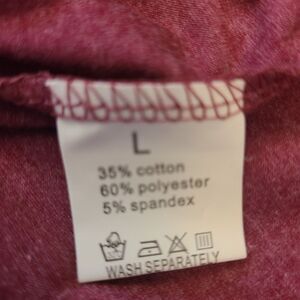 L
35% cotton
60% polyester
5% spandex
WASH SEPARATELY